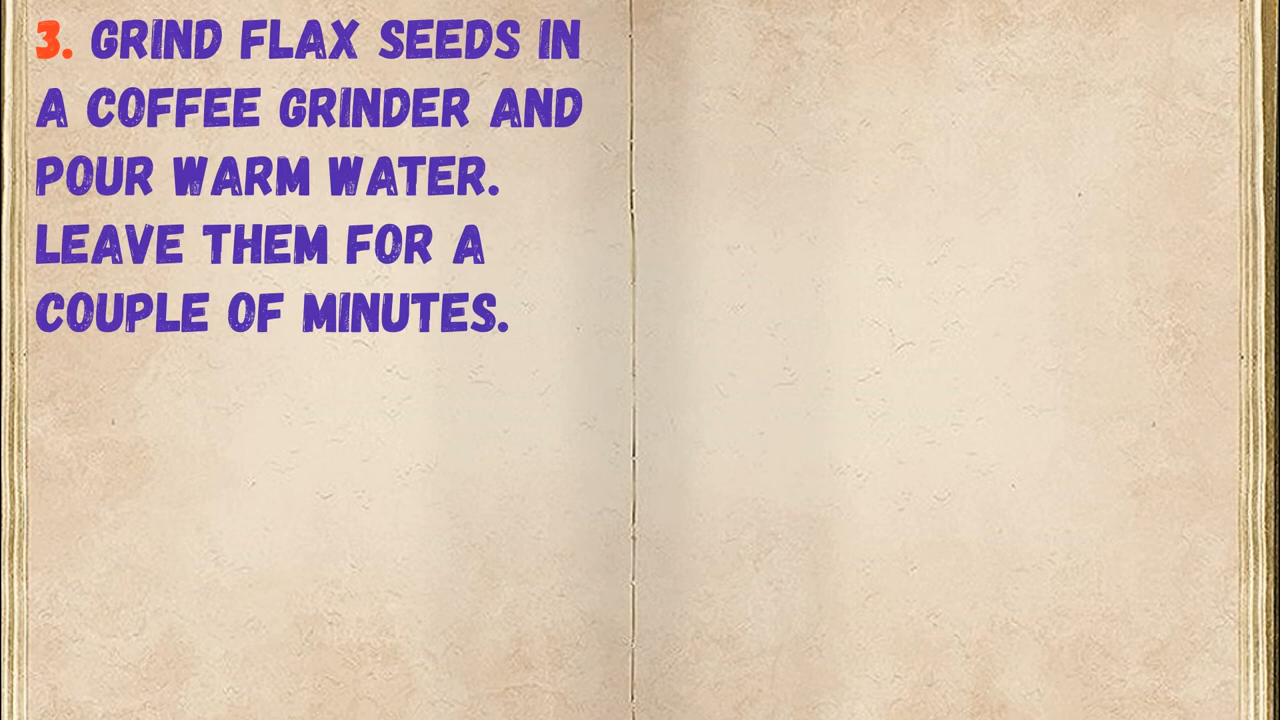 3. GRIND FLAX SEEDS IN
A COFFEE GRINDER AND
POUR WARM WATER.
LEAVE THEM FOR A
COUPLE OF MINUTES.